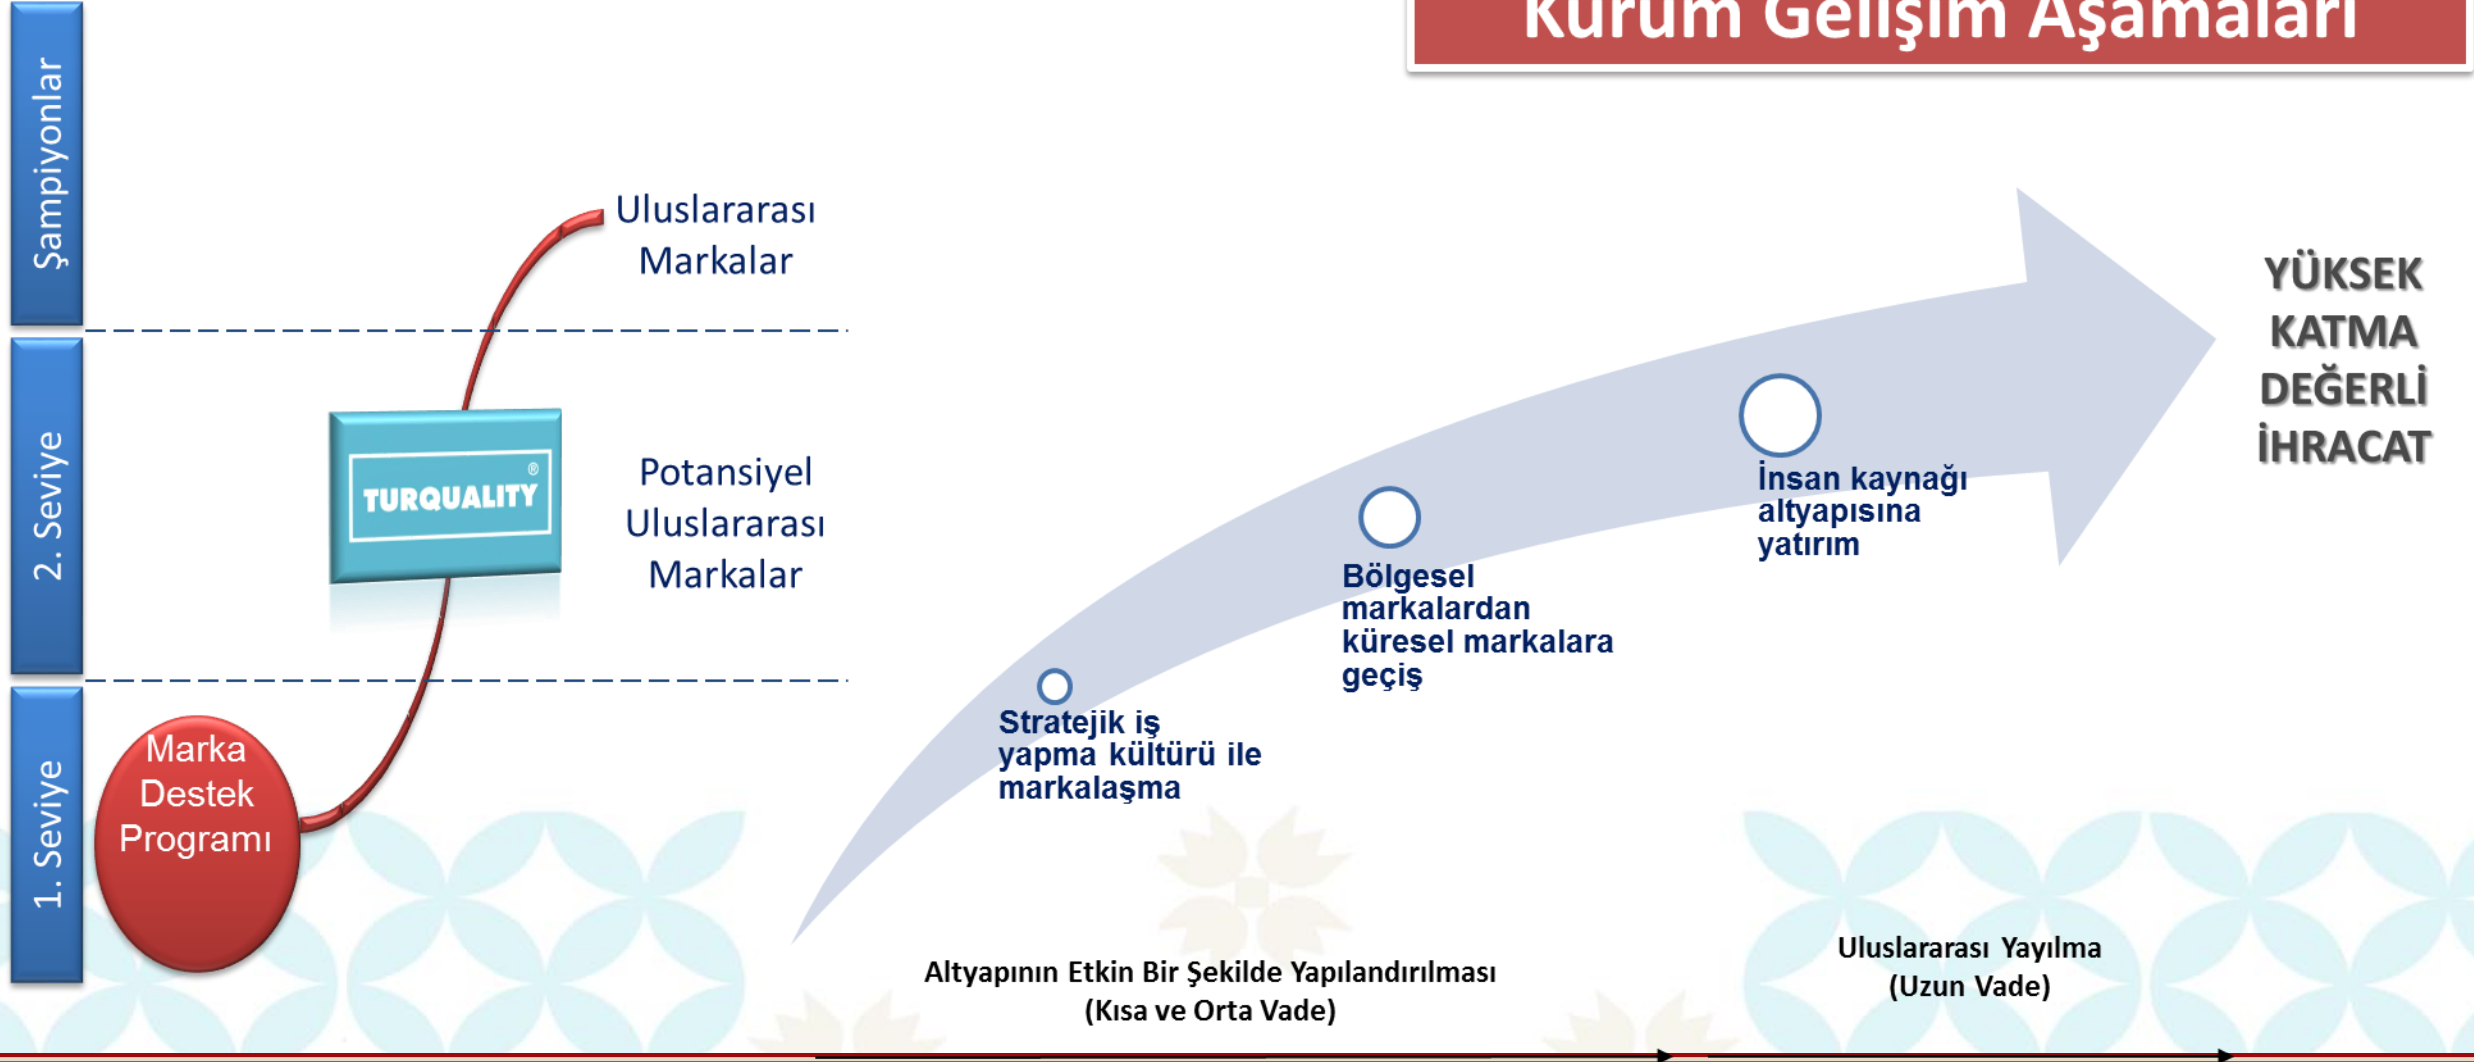 Kurum Gelişim Aşamaları
Şampiyonlar
Uluslararası
Markalar
2. Seviye
TURQUALITY®
Potansiyel
Uluslararası
Markalar
1. Seviye
Marka
Destek
Programı
Stratejik iş
yapma kültürü ile
markalaşma
Bölgesel
markalardan
küresel markalara
geçiş
İnsan kaynağı
altyapısına
yatırım
YÜKSEK
KATMA
DEĞERLİ
İHRACAT
Altyapının Etkin Bir Şekilde Yapılandırılması
(Kısa ve Orta Vade)
Uluslararası Yayılma
(Uzun Vade)